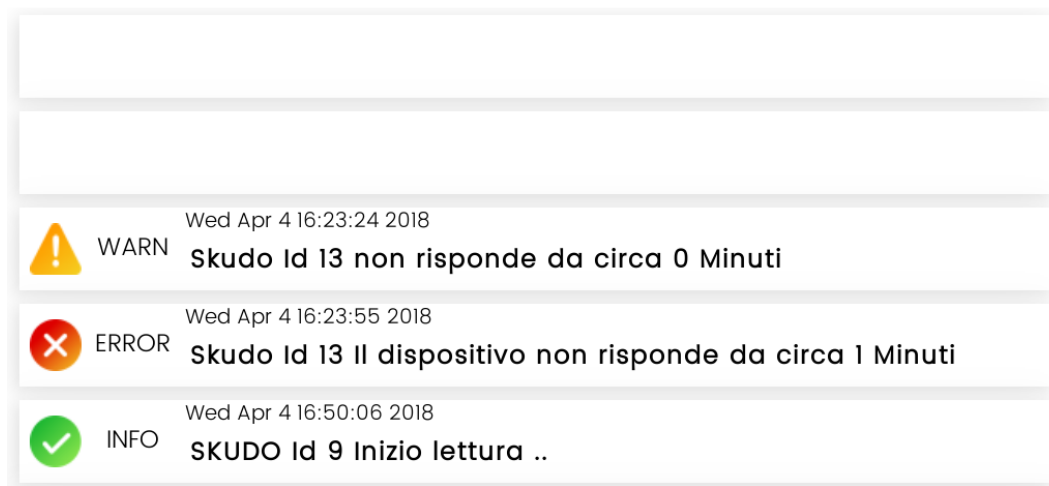 Wed Apr 4 16:23:24 2018
WARN
Skudo Id 13 non risponde da circa 0 Minuti
Wed Apr 4 16:23:55 2018
ERROR
Skudo Id 13 Il dispositivo non risponde da circa 1 Minuti
Wed Apr 4 16:50:06 2018
INFO
SKUDO Id 9 Inizio lettura ..